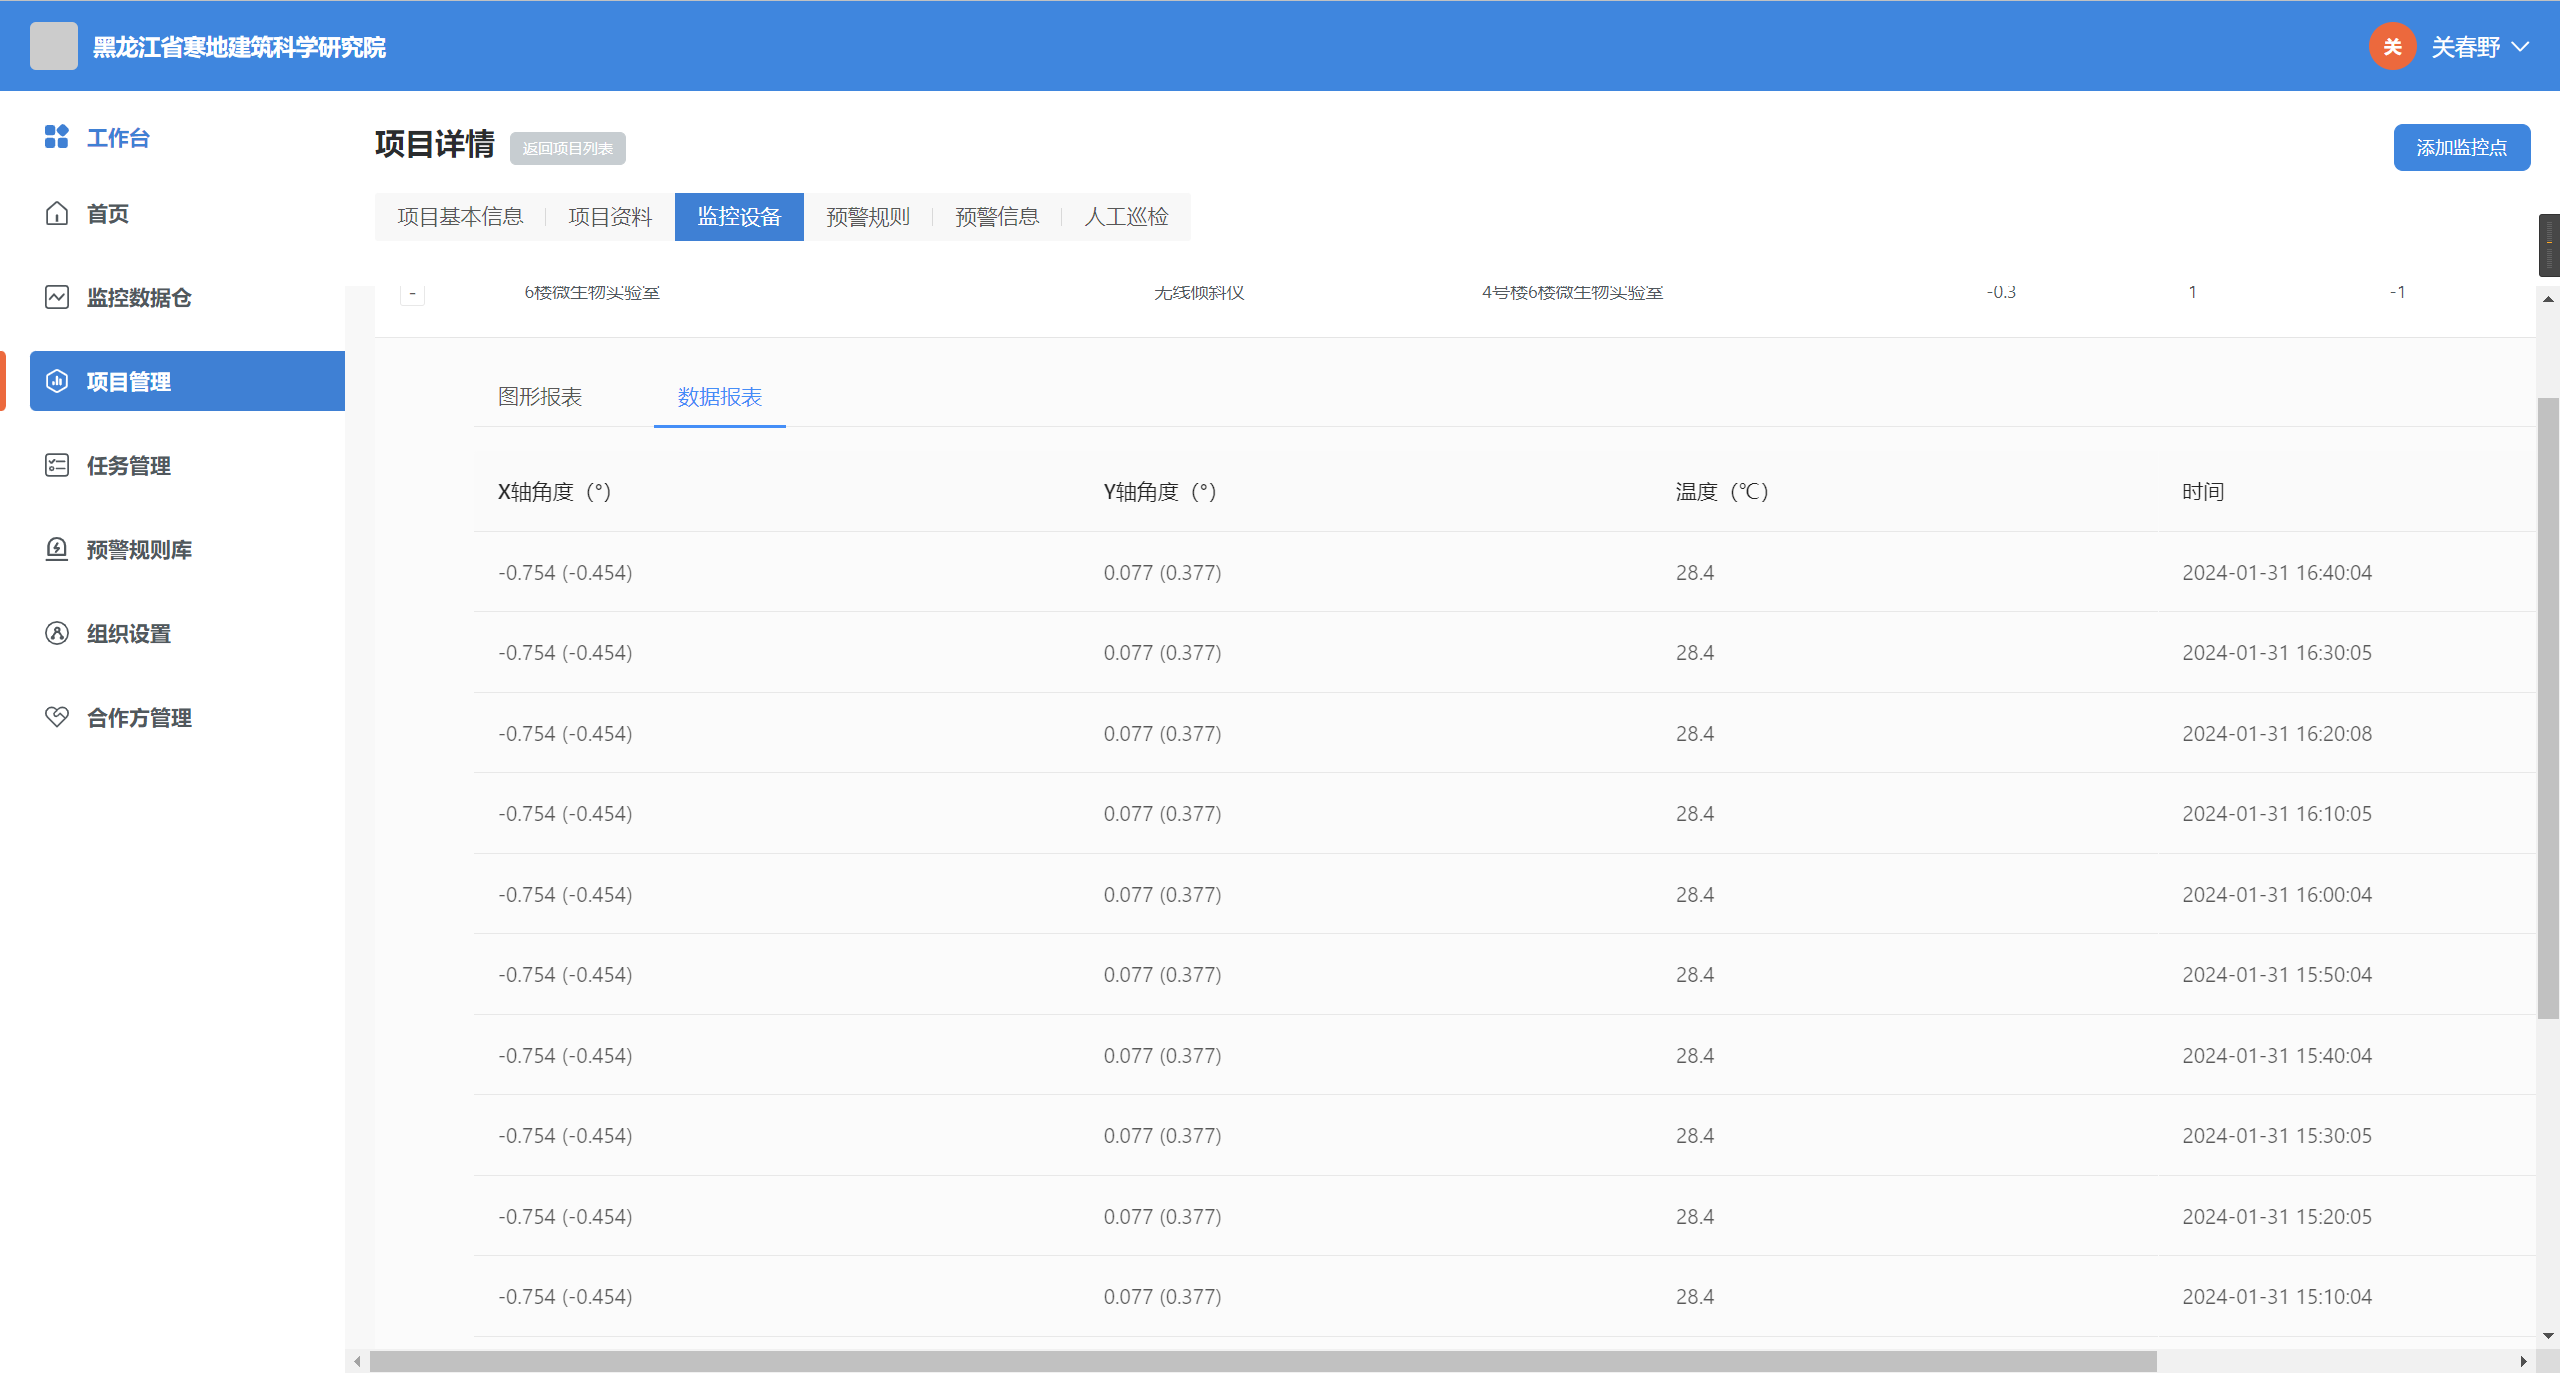 黑龙江省寒地建筑科学研究院
关 关春野
工作台
首页
监控数据仓
项目管理
任务管理
预警规则库
组织设置
合作方管理
项目详情 返回项目列表
添加监控点
项目基本信息 项目资料 监控设备 预警规则 预警信息 人工巡检
- 6楼微生物实验室 无线倾斜仪 4号楼6楼微生物实验室 -0.3 1 -1
图形报表 数据报表
X轴角度（°） Y轴角度（°） 温度（℃） 时间
-0.754 (-0.454) 0.077 (0.377) 28.4 2024-01-31 16:40:04
-0.754 (-0.454) 0.077 (0.377) 28.4 2024-01-31 16:30:05
-0.754 (-0.454) 0.077 (0.377) 28.4 2024-01-31 16:20:08
-0.754 (-0.454) 0.077 (0.377) 28.4 2024-01-31 16:10:05
-0.754 (-0.454) 0.077 (0.377) 28.4 2024-01-31 16:00:04
-0.754 (-0.454) 0.077 (0.377) 28.4 2024-01-31 15:50:04
-0.754 (-0.454) 0.077 (0.377) 28.4 2024-01-31 15:40:04
-0.754 (-0.454) 0.077 (0.377) 28.4 2024-01-31 15:30:05
-0.754 (-0.454) 0.077 (0.377) 28.4 2024-01-31 15:20:05
-0.754 (-0.454) 0.077 (0.377) 28.4 2024-01-31 15:10:04